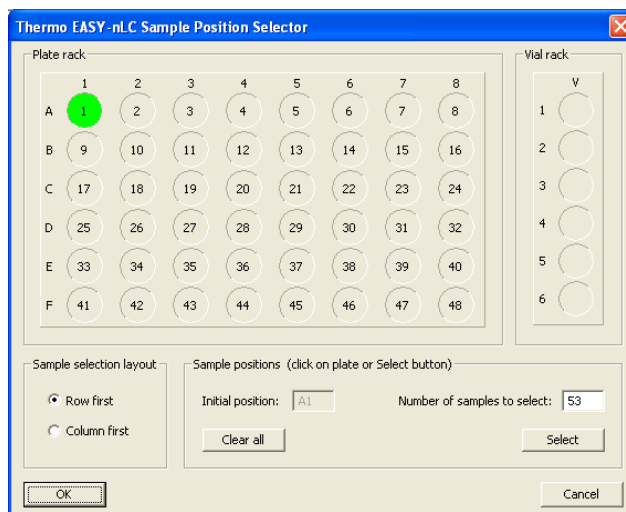 Thermo EASY-nLC Sample Position Selector
Plate rack
1 2 3 4 5 6 7 8
A 1 2 3 4 5 6 7 8
B 9 10 11 12 13 14 15 16
C 17 18 19 20 21 22 23 24
D 25 26 27 28 29 30 31 32
E 33 34 35 36 37 38 39 40
F 41 42 43 44 45 46 47 48
Vial rack
V
1
2
3
4
5
6
Sample selection layout
Row first
Column first
Sample positions (click on plate or Select button)
Initial position: A1 Number of samples to select: 53
Clear all Select
OK Cancel